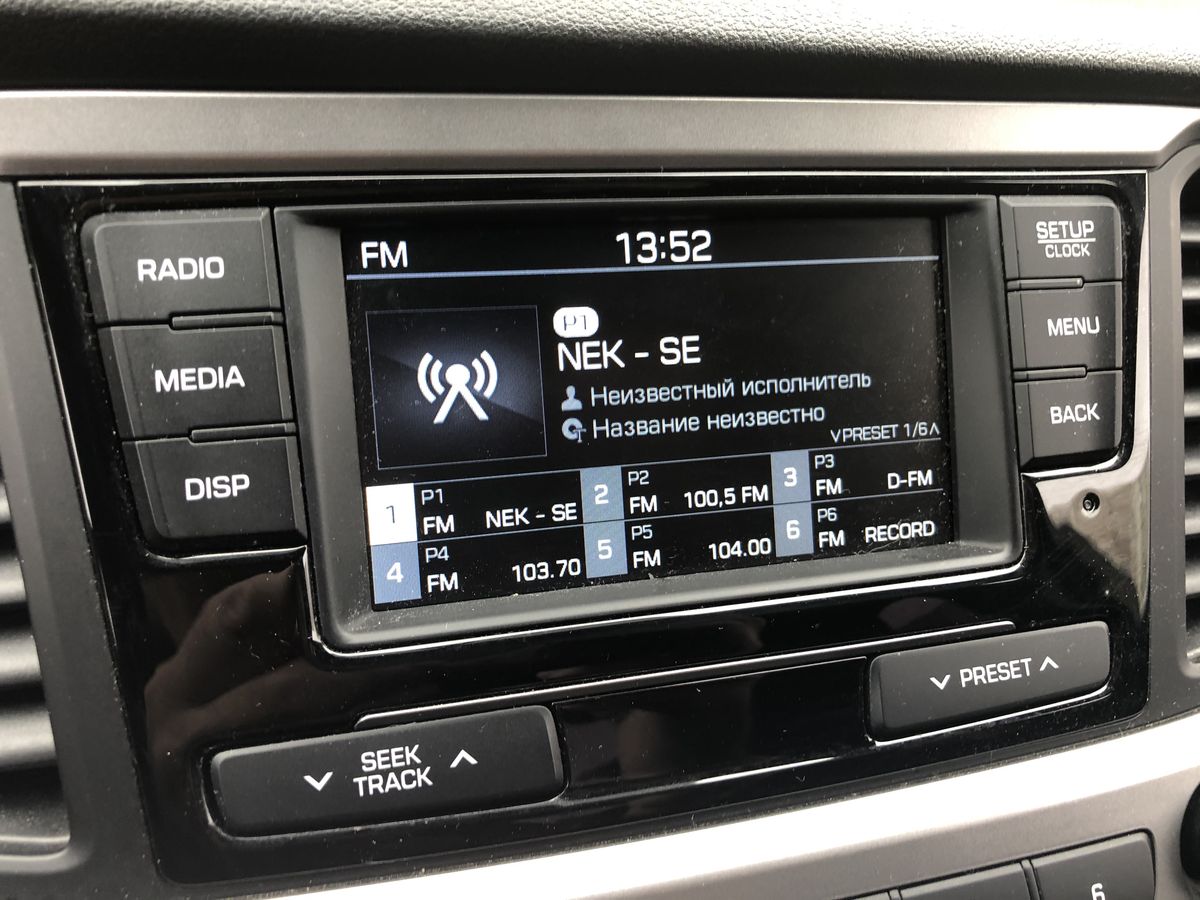 RADIO
MEDIA
DISP
FM 13:52
P1
NEK - SE
Неизвестный исполнитель
Название неизвестно
∨PRESET 1/6∧
1 P1 FM NEK - SE
2 P2 FM 100,5 FM
3 P3 FM D-FM
4 P4 FM 103.70
5 P5 FM 104.00
6 P6 FM RECORD
SETUP
CLOCK
MENU
BACK
∨ SEEK ∧
TRACK
∨ PRESET ∧
6